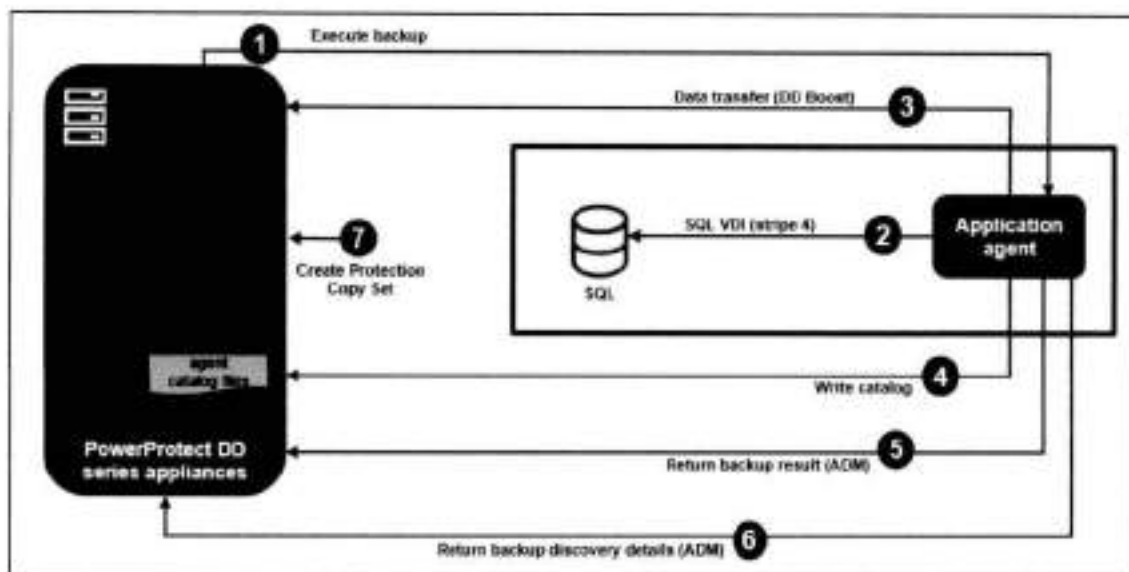 1
Execute backup
Data transfer (DD Boost)
3
SQL VDI (stripe 4)
2
Application
agent
SQL
7
Create Protection
Copy Set
agent
catalog files
4
Write catalog
PowerProtect DD
series appliances
5
Return backup result (ADM)
6
Return backup discovery details (ADM)